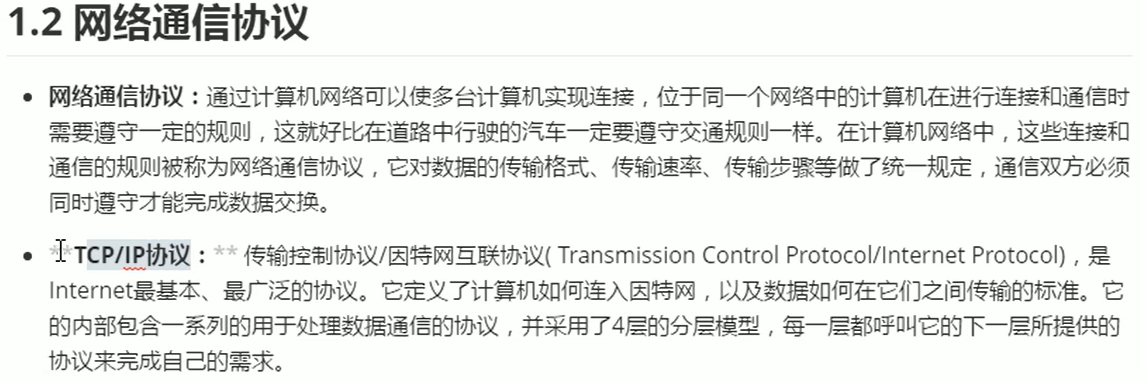 1.2 网络通信协议
网络通信协议：通过计算机网络可以使多台计算机实现连接，位于同一个网络中的计算机在进行连接和通信时
需要遵守一定的规则，这就好比在道路中行驶的汽车一定要遵守交通规则一样。在计算机网络中，这些连接和
通信的规则被称为网络通信协议，它对数据的传输格式、传输速率、传输步骤等做了统一规定，通信双方必须
同时遵守才能完成数据交换。
**TCP/IP协议：** 传输控制协议/因特网互联协议( Transmission Control Protocol/Internet Protocol)，是
Internet最基本、最广泛的协议。它定义了计算机如何连入因特网，以及数据如何在它们之间传输的标准。它
的内部包含一系列的用于处理数据通信的协议，并采用了4层的分层模型，每一层都呼叫它的下一层所提供的
协议来完成自己的需求。